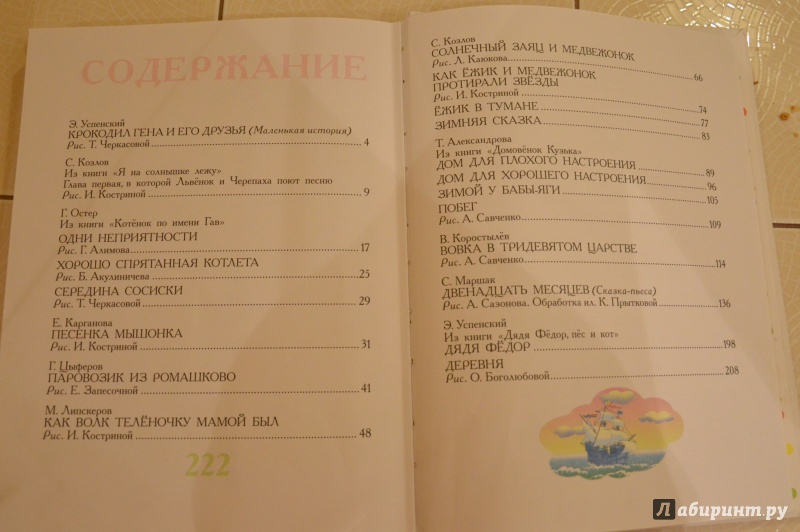 СОДЕРЖАНИЕ
Э. Успенский
КРОКОДИЛ ГЕНА И ЕГО ДРУЗЬЯ (Маленькая история)
Рис. Т. Черкасовой 4
С. Козлов
Из книги «Я на солнышке лежу»
Глава первая, в которой Львёнок и Черепаха поют песню
Рис. И. Костриной 9
Г. Остер
Из книги «Котёнок по имени Гав»
ОДНИ НЕПРИЯТНОСТИ
Рис. Г. Алимова 17
ХОРОШО СПРЯТАННАЯ КОТЛЕТА
Рис. Б. Акулиничева 25
СЕРЕДИНА СОСИСКИ
Рис. Т. Черкасовой 29
Е. Карганова
ПЕСЕНКА МЫШОНКА
Рис. И. Костриной 31
Г. Цыферов
ПАРОВОЗИК ИЗ РОМАШКОВО
Рис. Е. Запесочной 41
М. Липскеров
КАК ВОЛК ТЕЛЁНОЧКУ МАМОЙ БЫЛ
Рис. И. Костриной 48
222
С. Козлов
СОЛНЕЧНЫЙ ЗАЯЦ И МЕДВЕЖОНОК
Рис. Л. Каюкова 66
КАК ЁЖИК И МЕДВЕЖОНОК
ПРОТИРАЛИ ЗВЁЗДЫ
Рис. И. Костриной 74
ЁЖИК В ТУМАНЕ 77
ЗИМНЯЯ СКАЗКА 83
Т. Александрова
Из книги «Домовёнок Кузька»
ДОМ ДЛЯ ПЛОХОГО НАСТРОЕНИЯ 89
ДОМ ДЛЯ ХОРОШЕГО НАСТРОЕНИЯ 96
ЗИМОЙ У БАБЫ-ЯГИ 105
ПОБЕГ
Рис. А. Савченко 109
В. Коростылёв
ВОВКА В ТРИДЕВЯТОМ ЦАРСТВЕ
Рис. А. Савченко 114
С. Маршак
ДВЕНАДЦАТЬ МЕСЯЦЕВ (Сказка-пьеса)
Рис. А. Сазонова. Обработка ил. К. Прытковой 136
Э. Успенский
Из книги «Дядя Фёдор, пёс и кот»
ДЯДЯ ФЁДОР 198
ДЕРЕВНЯ
Рис. О. Боголюбовой 208
Лабиринт.ру